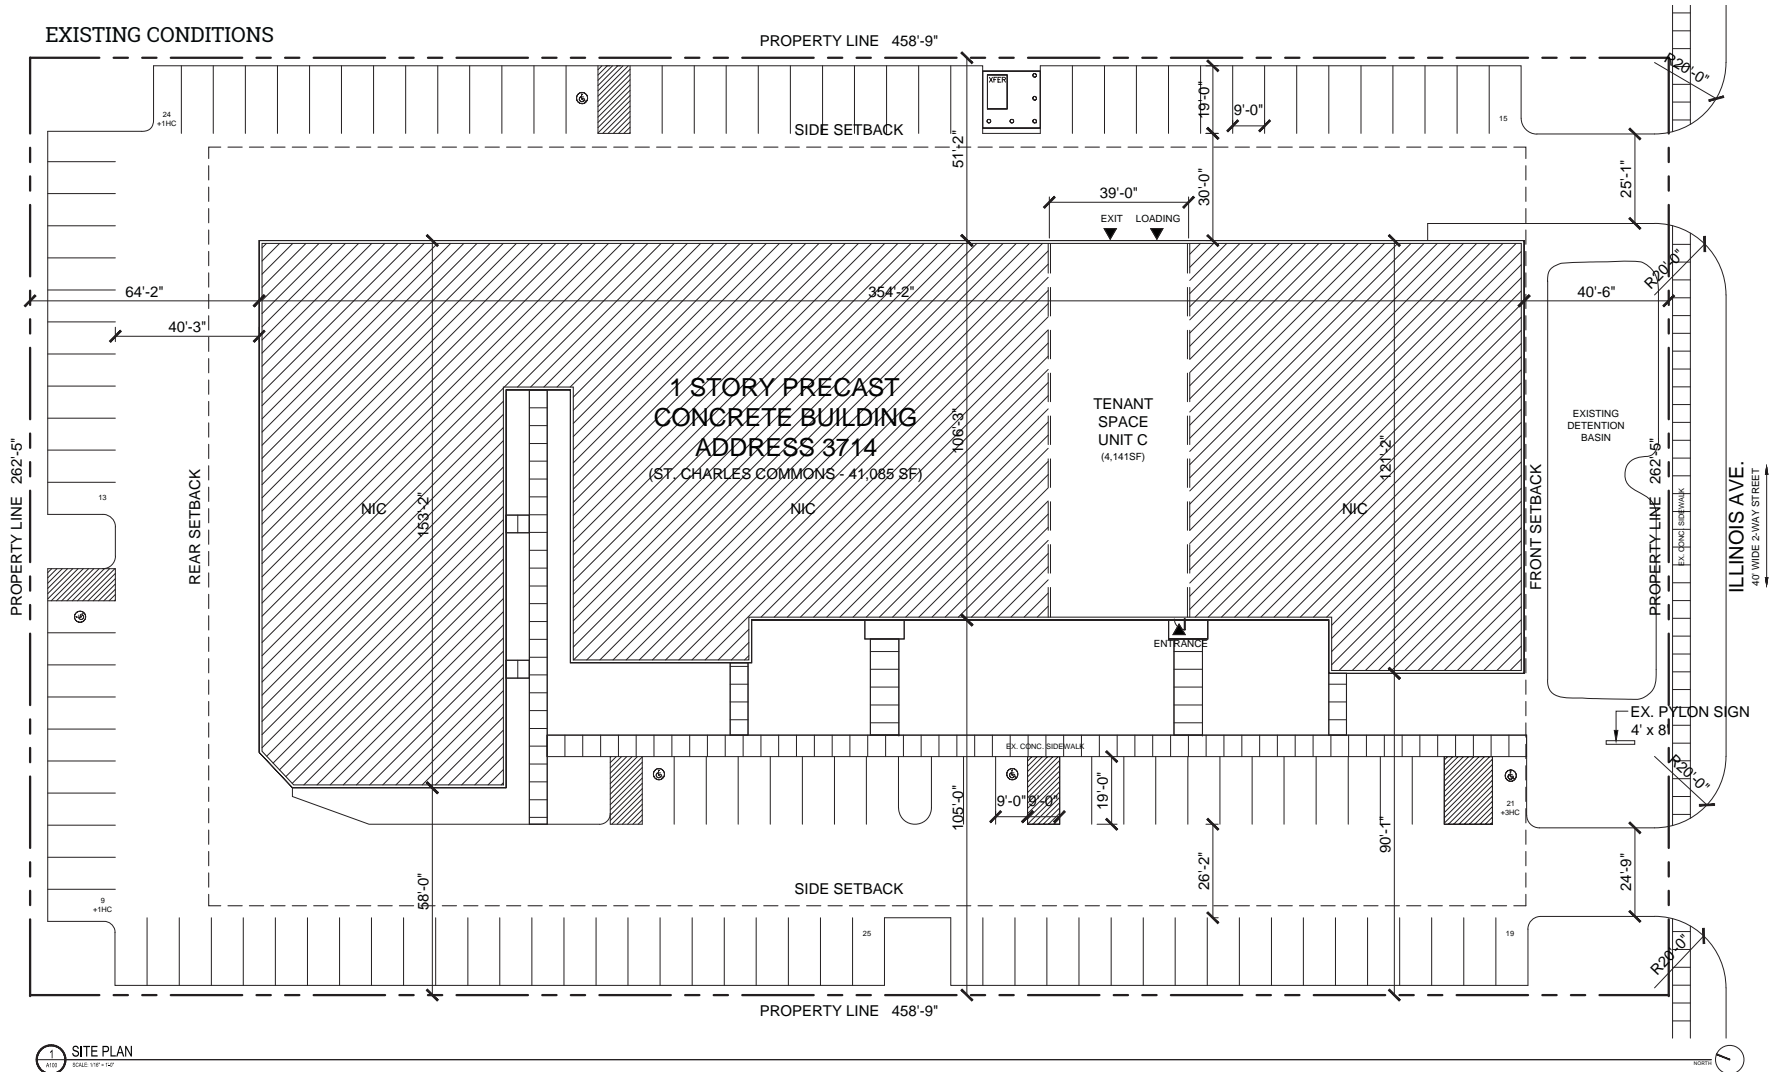 EXISTING CONDITIONS
PROPERTY LINE 458'-9"
R20'-0"
XFER
24
+1HC
SIDE SETBACK
19'-0"
9'-0"
15
51'-2"
25'-1"
39'-0"
30'-0"
EXIT
LOADING
R20'-0"
64'-2"
354'-2"
40'-6"
40'-3"
1 STORY PRECAST
CONCRETE BUILDING
ADDRESS 3714
(ST. CHARLES COMMONS - 41,085 SF)
106'-3"
TENANT
SPACE
UNIT C
(4,141SF)
121'-2"
EXISTING
DETENTION
BASIN
PROPERTY LINE 262'-5"
13
REAR SETBACK
NIC
153'-2"
NIC
NIC
FRONT SETBACK
PROPERTY LINE 262'-5"
EX. CONC. SIDEWALK
ILLINOIS AVE.
40' WIDE 2-WAY STREET
ENTRANCE
EX. PYLON SIGN
4' x 8'
EX. CONC. SIDEWALK
R20'-0"
9'-0"
9'-0"
19'-0"
21
+3HC
105'-0"
90'-1"
26'-2"
24'-9"
58'-0"
SIDE SETBACK
9
+1HC
25
19
R20'-0"
PROPERTY LINE 458'-9"
1
A100
SITE PLAN
SCALE: 1/16" = 1'-0"
NORTH